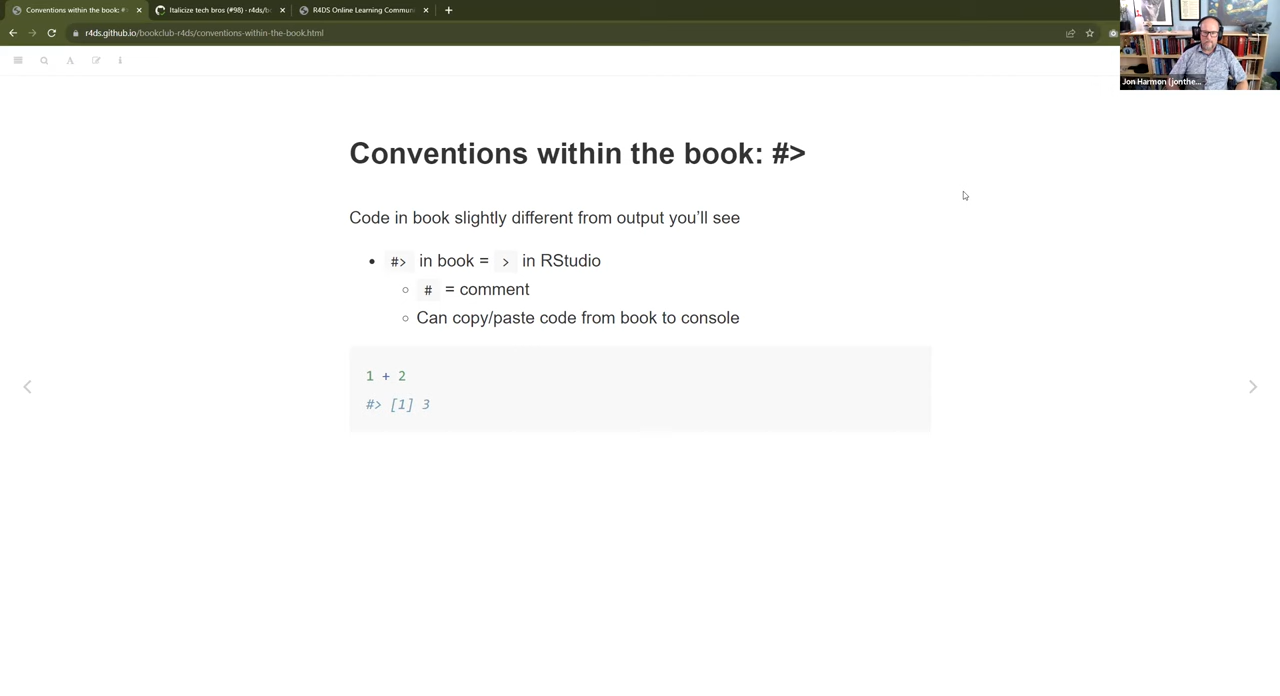 Conventions within the book: #
Italicize tech bros (#98) · r4ds/bo
R4DS Online Learning Commun
r4ds.github.io/bookclub-r4ds/conventions-within-the-book.html
Jon Harmon (jonthe...
Conventions within the book: #>
Code in book slightly different from output you’ll see
#> in book = > in RStudio
# = comment
Can copy/paste code from book to console
1 + 2
#> [1] 3